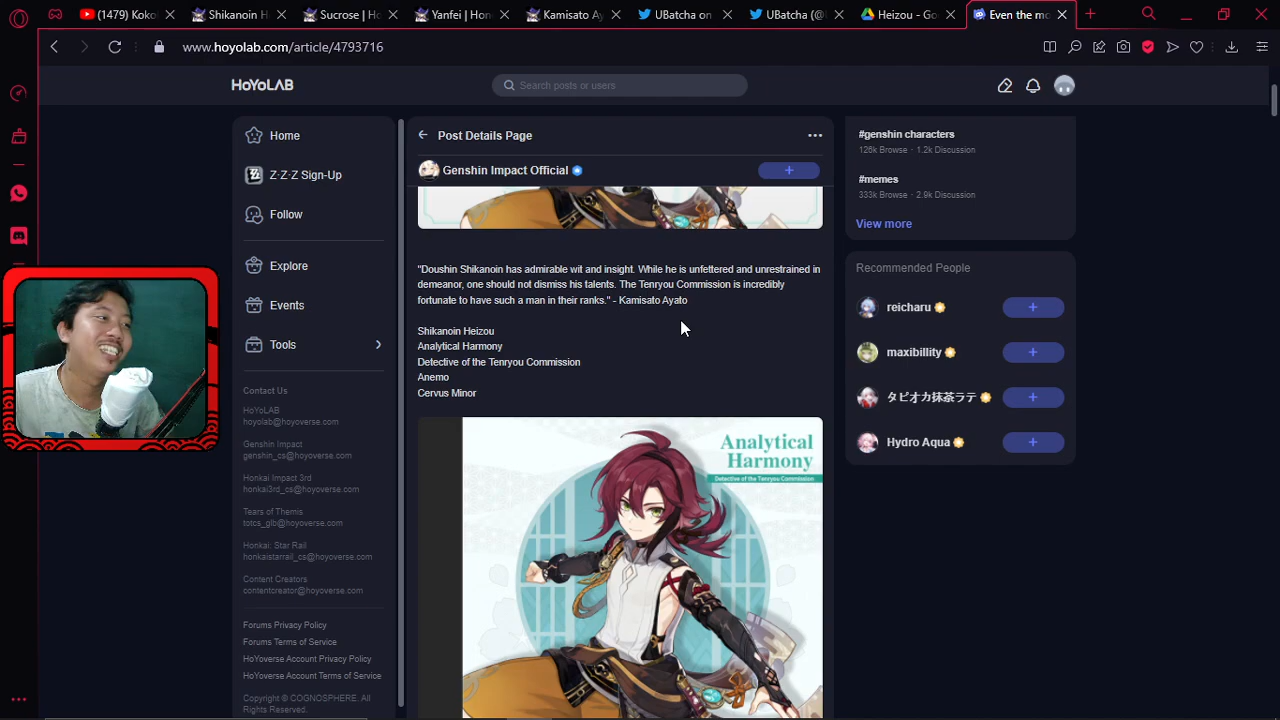 (1479) Kok
Shikanoin H
Sucrose | Ho
Yanfei | Hon
Kamisato Ay
UBatcha on
UBatcha (@
Heizou - Go
Even the mo
www.hoyolab.com/article/4793716
HoYoLAB
Search posts or users
Home
Z·Z·Z Sign-Up
Follow
Explore
Events
Tools
Contact Us
HoYoLAB
hoyolab@hoyoverse.com
Genshin Impact
genshin_cs@hoyoverse.com
Honkai Impact 3rd
honkai3rd_cs@hoyoverse.com
Tears of Themis
totcs_glb@hoyoverse.com
Honkai: Star Rail
honkaistarrail_cs@hoyoverse.com
Content Creators
contentcreator@hoyoverse.com
Forums Privacy Policy
Forums Terms of Service
HoYoverse Account Privacy Policy
HoYoverse Account Terms of Service
Copyright © COGNOSPHERE. All
Rights Reserved.
Post Details Page
Genshin Impact Official
"Doushin Shikanoin has admirable wit and insight. While he is unfettered and unrestrained in
demeanor, one should not dismiss his talents. The Tenryou Commission is incredibly
fortunate to have such a man in their ranks." - Kamisato Ayato
Shikanoin Heizou
Analytical Harmony
Detective of the Tenryou Commission
Anemo
Cervus Minor
Analytical
Harmony
Detective of the Tenryou Commission
#genshin characters
126k Browse · 1.2k Discussion
#memes
333k Browse · 2.9k Discussion
View more
Recommended People
reicharu
maxibillity
タピオカ抹茶ラテ
Hydro Aqua